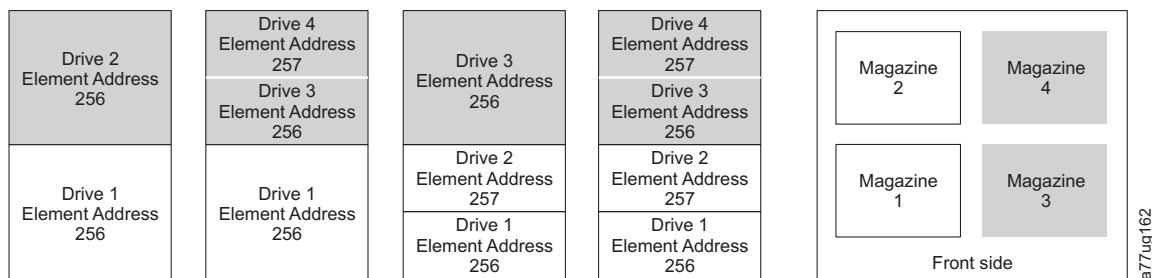 Drive 2
Element Address
256
Drive 1
Element Address
256
Drive 4
Element Address
257
Drive 3
Element Address
256
Drive 1
Element Address
256
Drive 3
Element Address
256
Drive 2
Element Address
257
Drive 1
Element Address
256
Drive 4
Element Address
257
Drive 3
Element Address
256
Drive 2
Element Address
257
Drive 1
Element Address
256
Magazine
2
Magazine
4
Magazine
1
Magazine
3
Front side
a77ug162